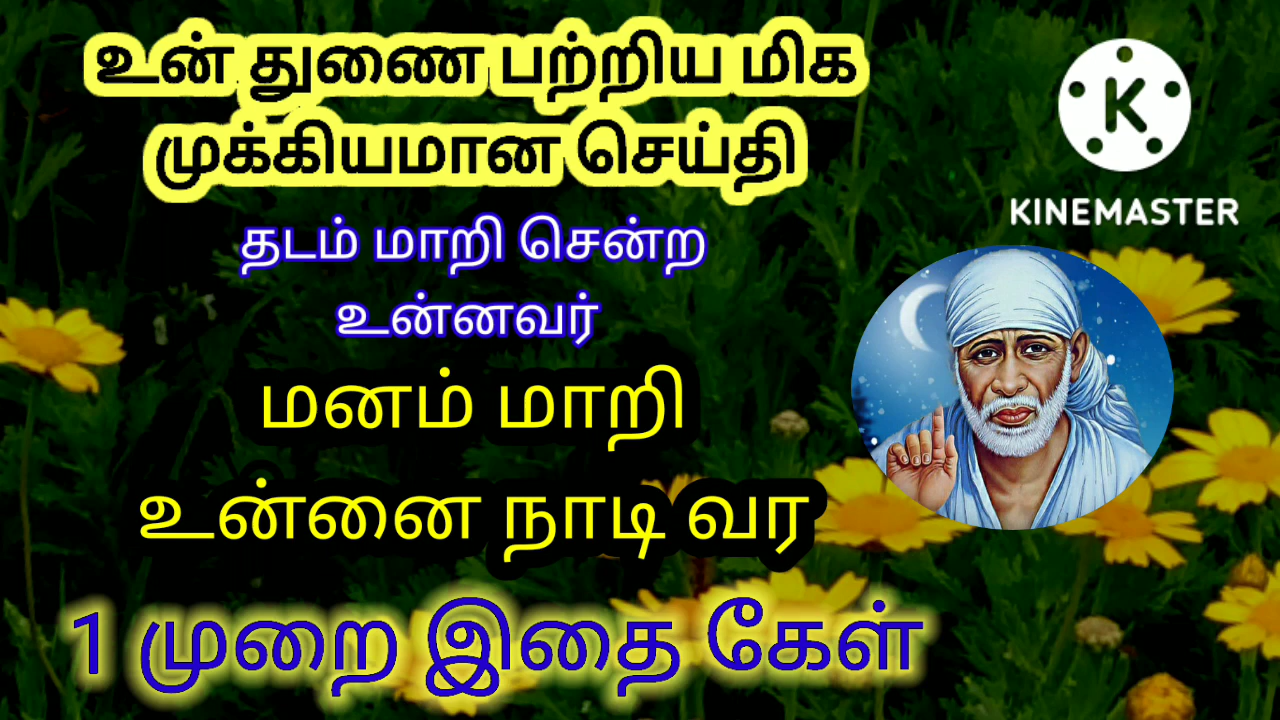 உன் துணை பற்றிய மிக
முக்கியமான செய்தி
தடம் மாறி சென்ற
உன்னவர்
மனம் மாறி
உன்னை நாடி வர
1 முறை இதை கேள்
K
KINEMASTER